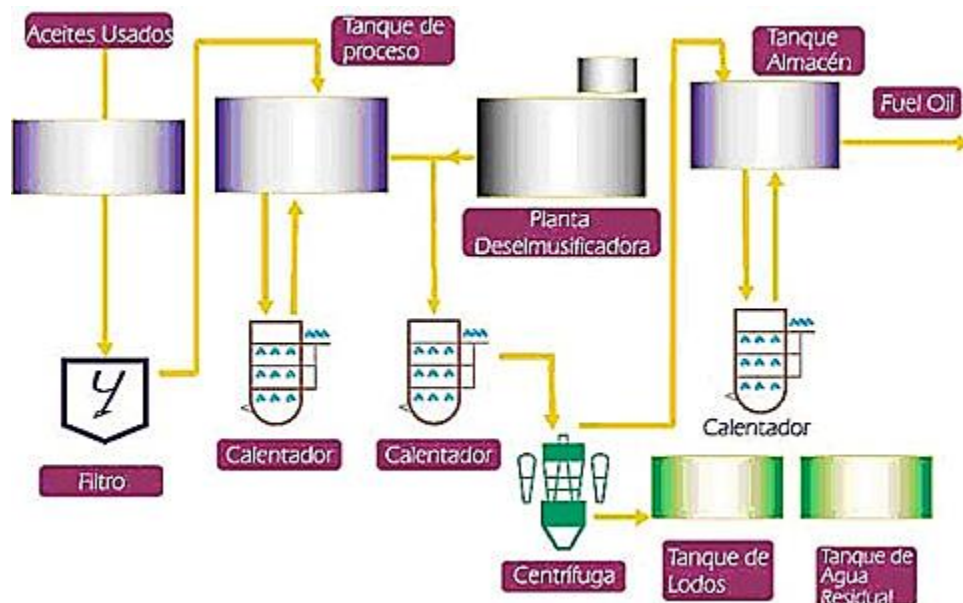 Aceites Usados
Tanque de
proceso
Tanque
Almacén
Fuel Oil
Planta
Deselmusificadora
Calentador
Calentador
Calentador
Filtro
Centrífuga
Tanque de
Lodos
Tanque de
Agua
Residual